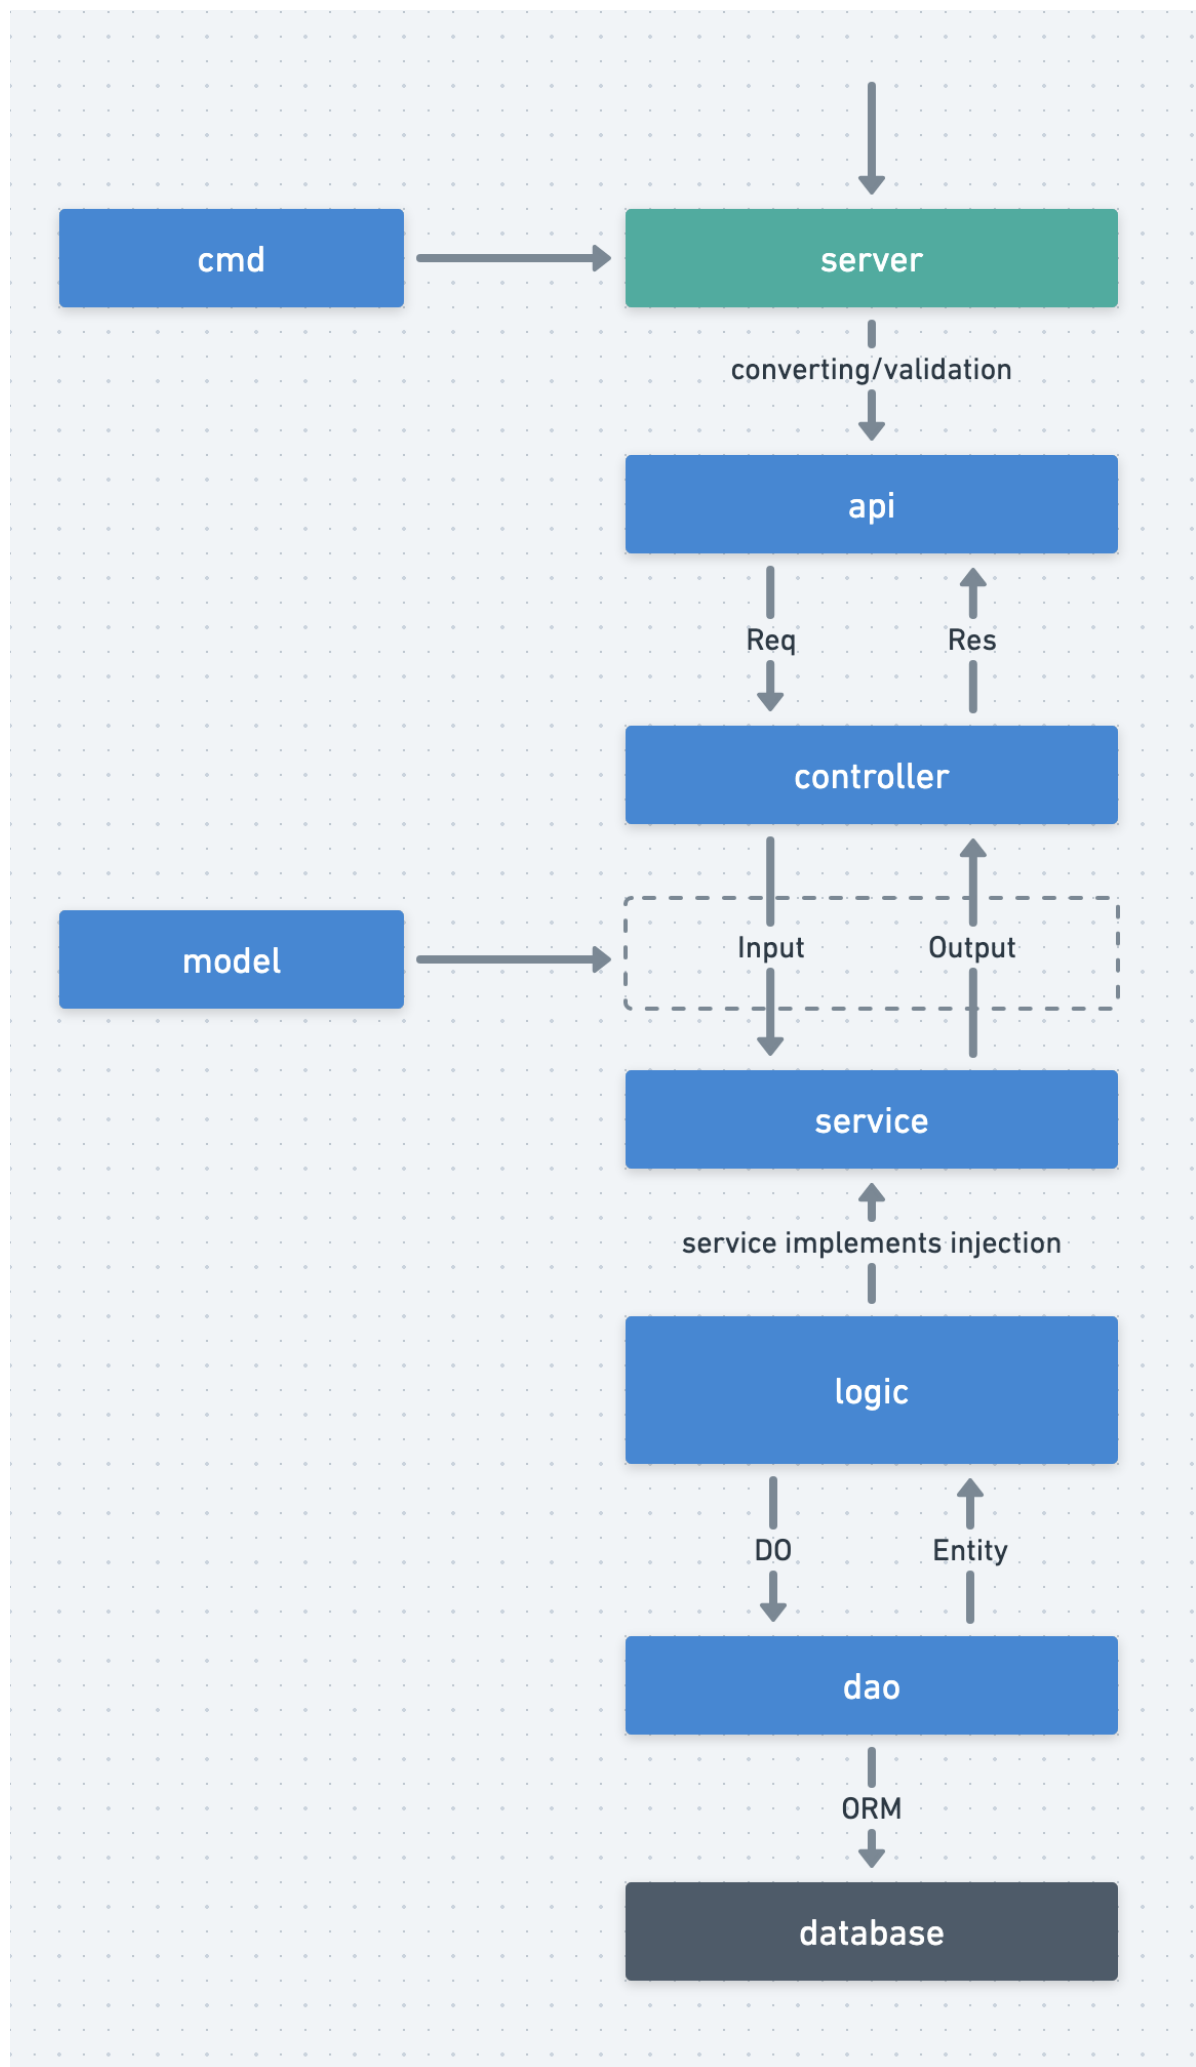 cmd
server
converting/validation
api
Req
Res
controller
model
Input
Output
service
service implements injection
logic
DO
Entity
dao
ORM
database